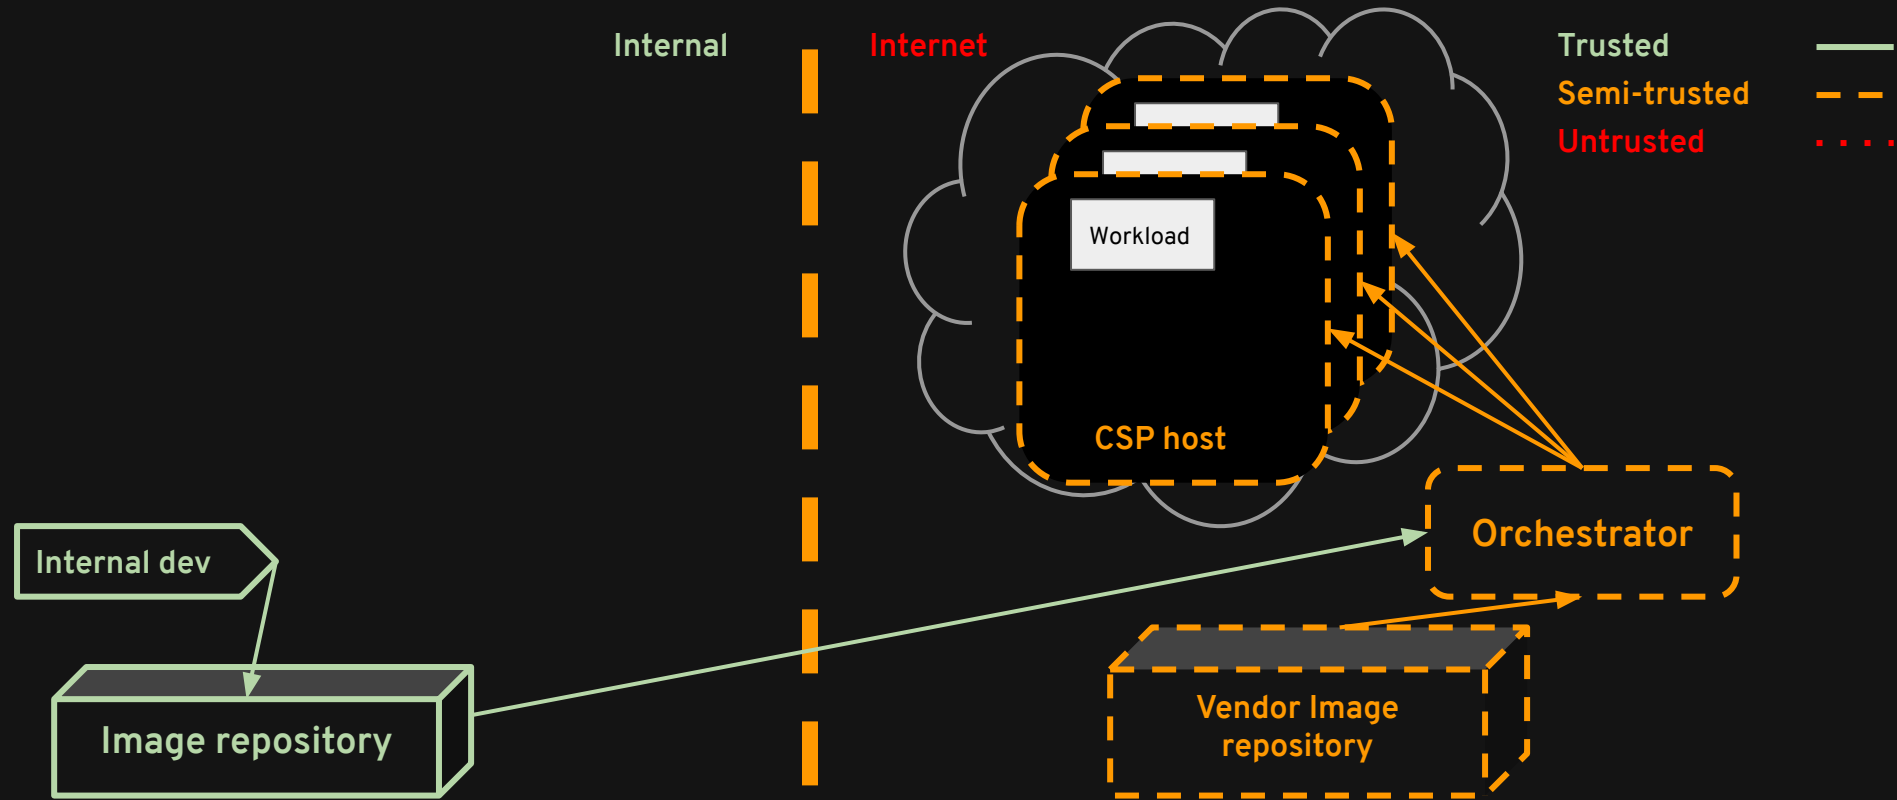 Internal
Internet
Trusted
Semi-trusted
Untrusted
Workload
CSP host
Orchestrator
Internal dev
Image repository
Vendor Image
repository